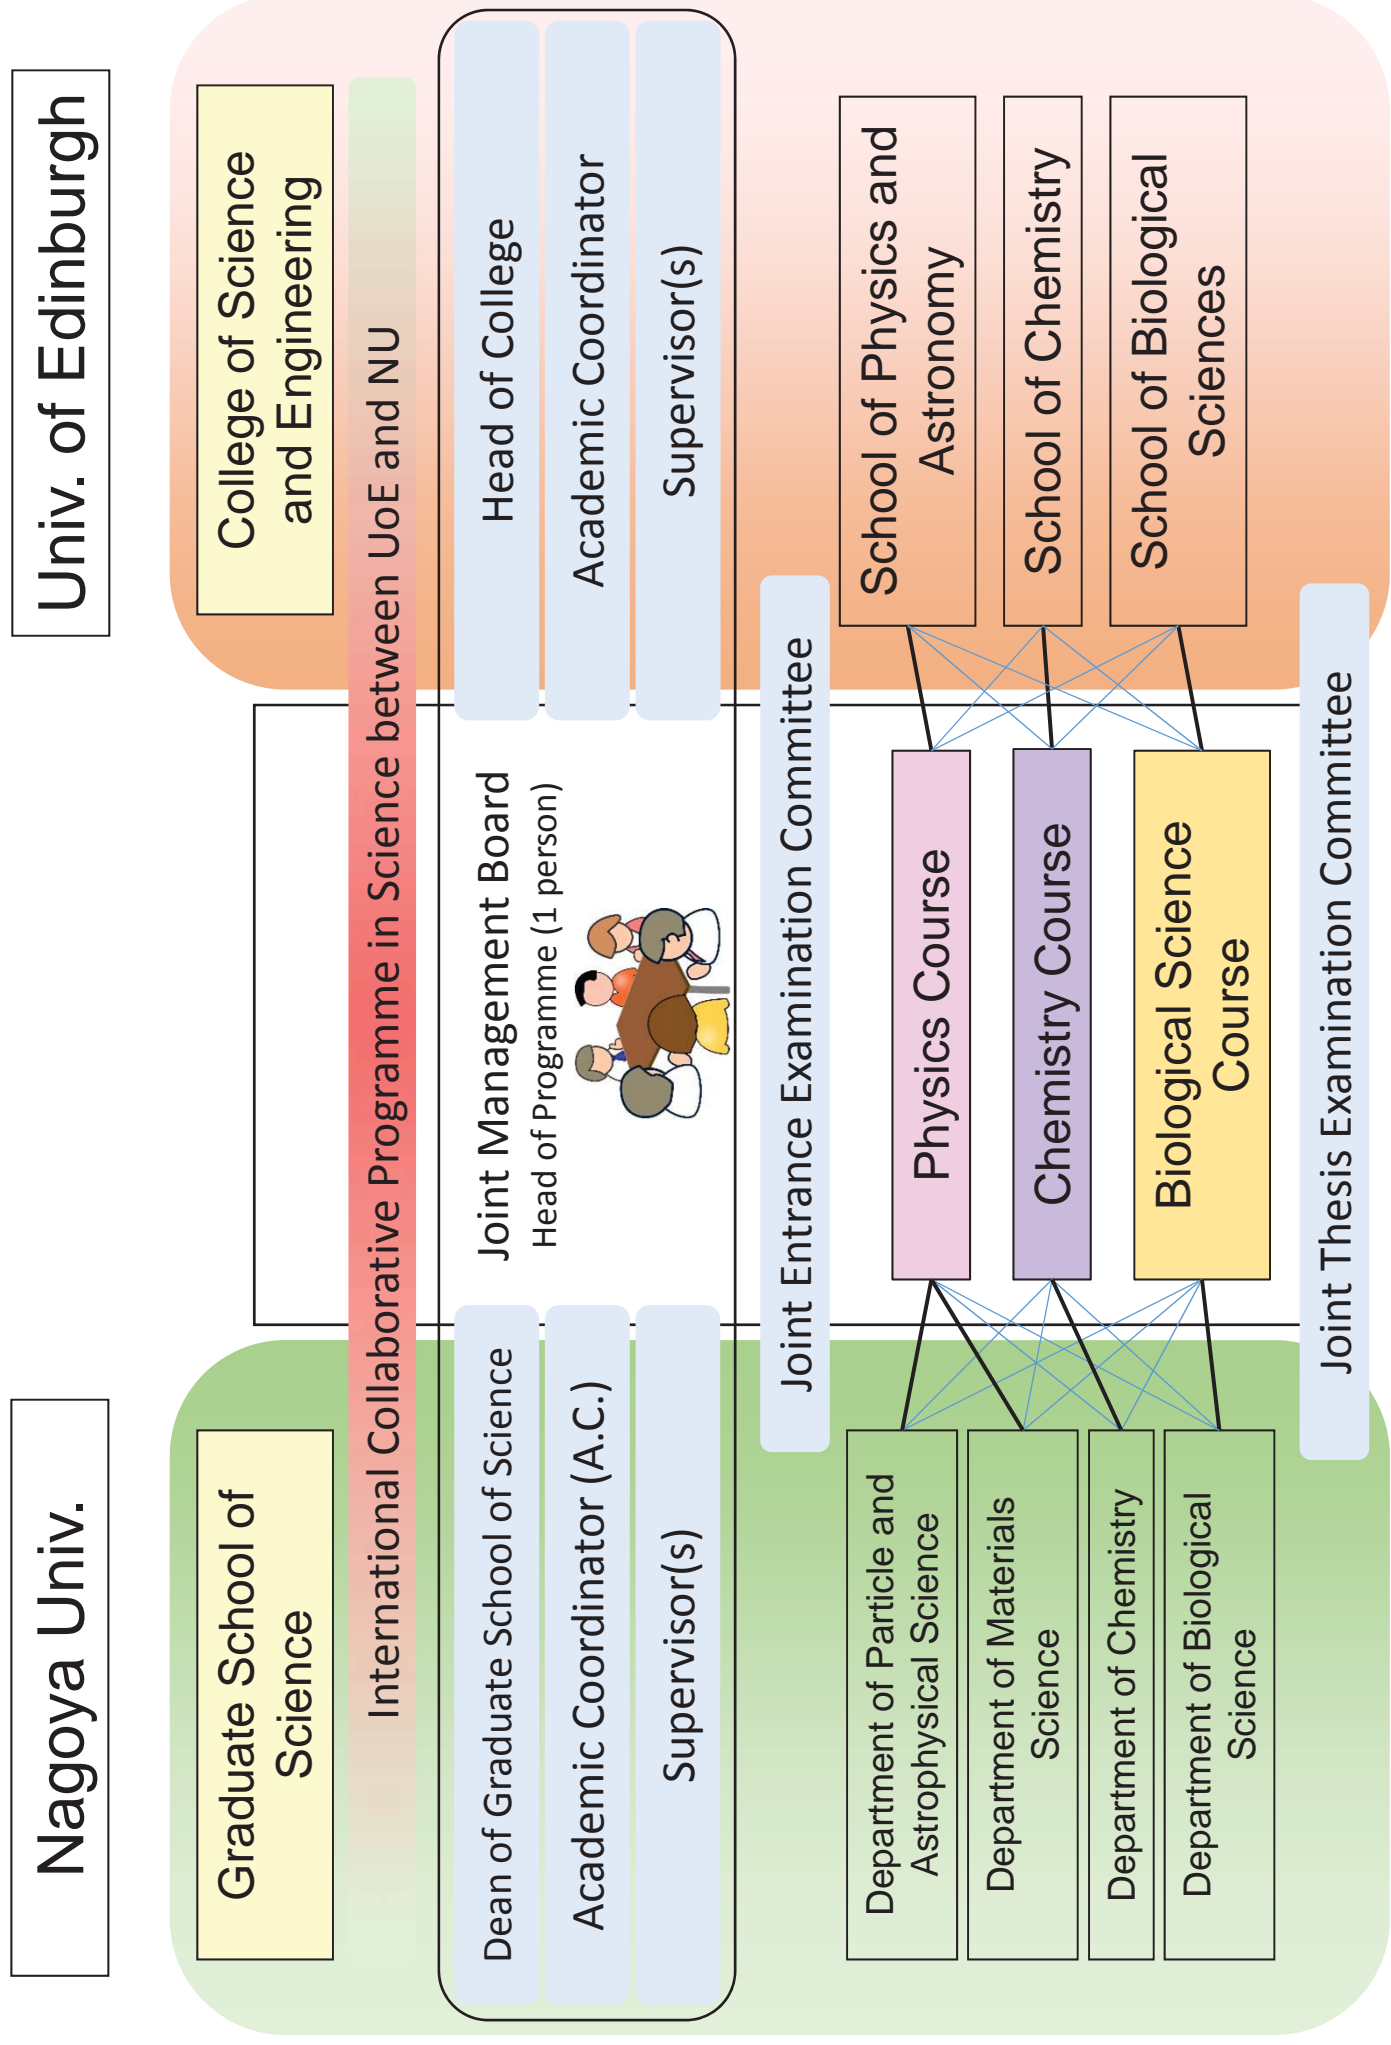 Nagoya Univ.
Univ. of Edinburgh
Graduate School of
Science
College of Science
and Engineering
International Collaborative Programme in Science between UoE and NU
Dean of Graduate School of Science
Academic Coordinator (A.C.)
Supervisor(s)
Joint Management Board
Head of Programme (1 person)
Head of College
Academic Coordinator
Supervisor(s)
Joint Entrance Examination Committee
Department of Particle and
Astrophysical Science
Department of Materials
Science
Department of Chemistry
Department of Biological
Science
Physics Course
Chemistry Course
Biological Science
Course
School of Physics and
Astronomy
School of Chemistry
School of Biological
Sciences
Joint Thesis Examination Committee